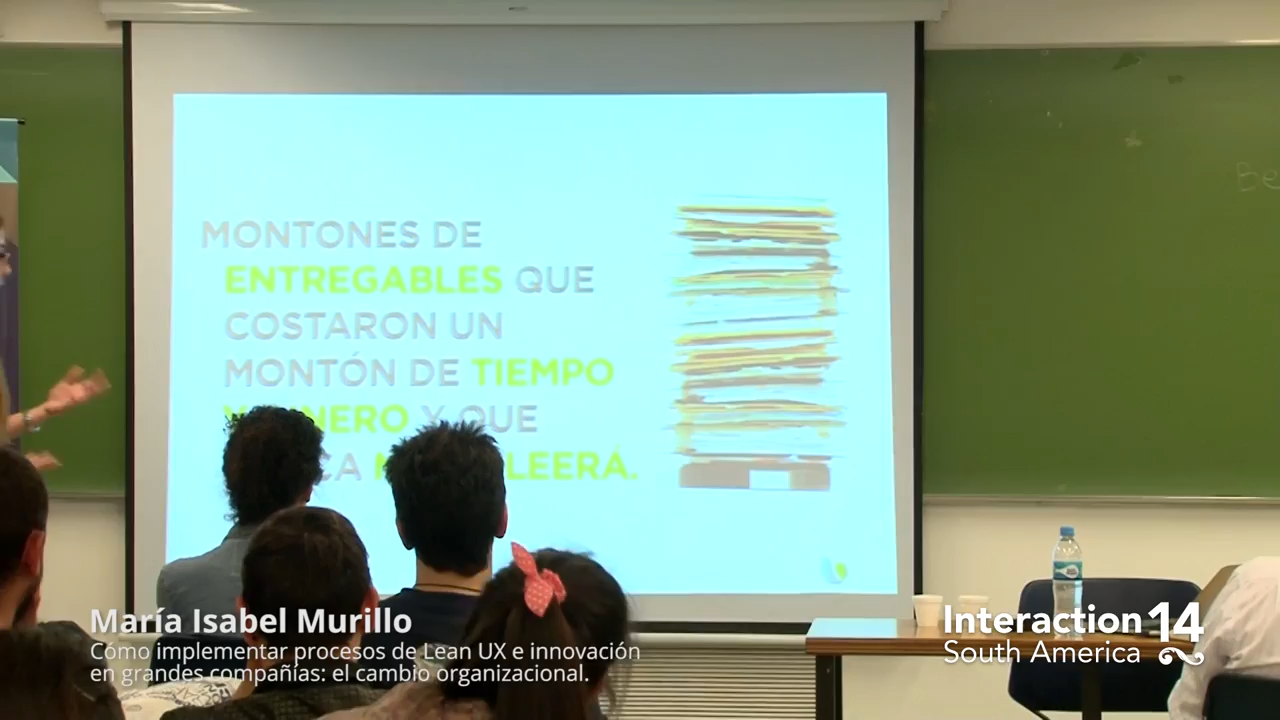 MONTONES DE
ENTREGABLES QUE
COSTARON UN
MONTÓN DE TIEMPO
Y QUE
LEERÁ.
María Isabel Murillo
Cómo implementar procesos de Lean UX e innovación
en grandes compañías: el cambio organizacional.
Interaction 14
South America